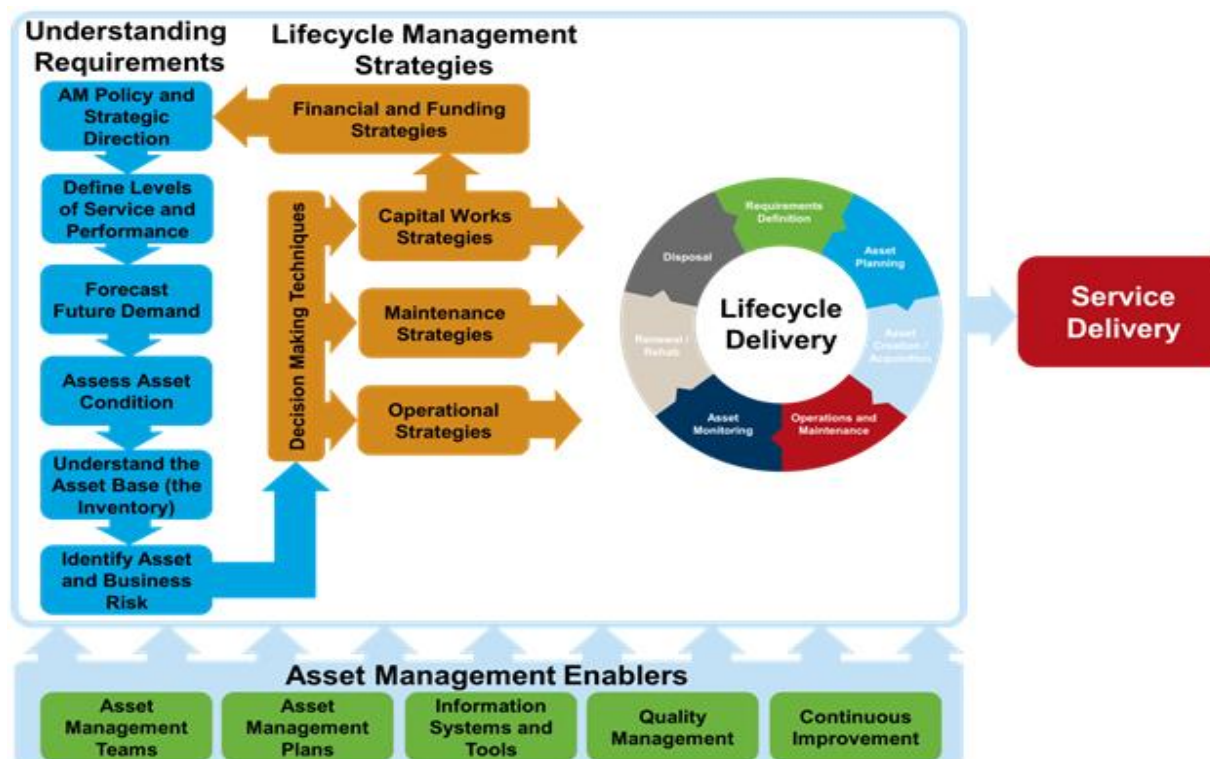 Understanding
Requirements
AM Policy and
Strategic
Direction
Define Levels
of Service and
Performance
Forecast
Future Demand
Assess Asset
Condition
Understand the
Asset Base (the
Inventory)
Identify Asset
and Business
Risk
Lifecycle Management
Strategies
Financial and Funding
Strategies
Decision Making Techniques
Capital Works
Strategies
Maintenance
Strategies
Operational
Strategies
Lifecycle
Delivery
Requirements
Definition
Asset
Planning
Asset
Creation /
Acquisition
Operations and
Maintenance
Asset
Monitoring
Renewal /
Rehab
Disposal
Service
Delivery
Asset Management Enablers
Asset
Management
Teams
Asset
Management
Plans
Information
Systems and
Tools
Quality
Management
Continuous
Improvement